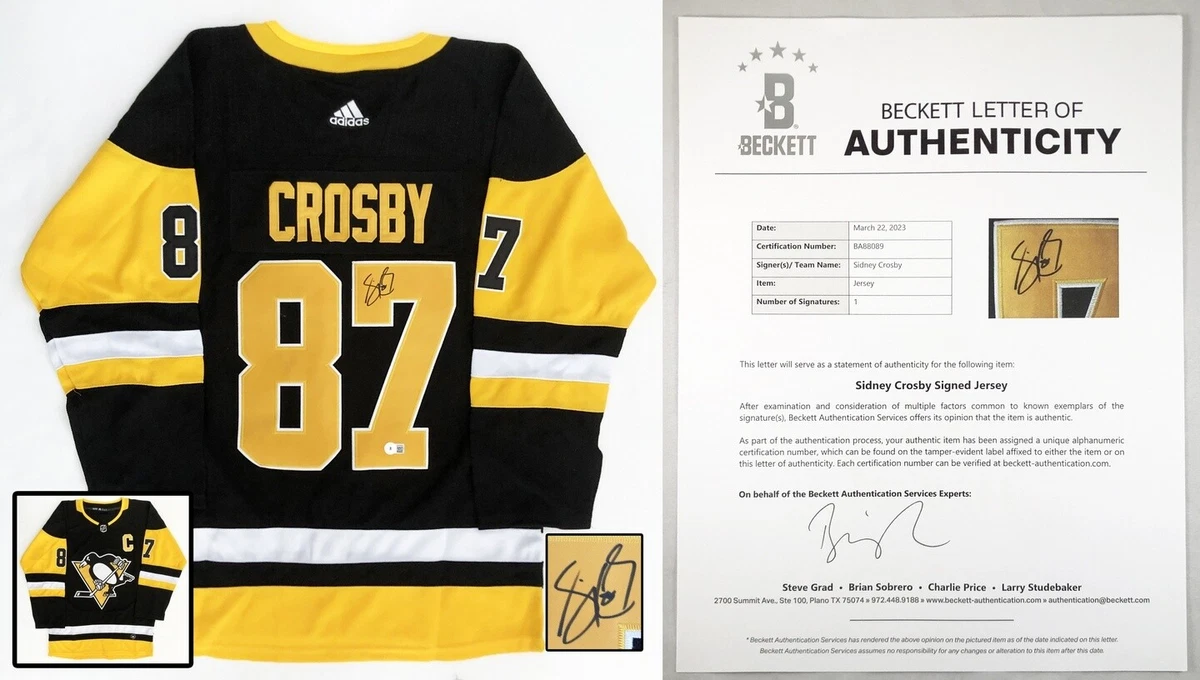 adidas
CROSBY
8
7
87
C
8
7
BECKETT
BECKETT LETTER OF
AUTHENTICITY
Date: March 22, 2023
Certification Number: BA88089
Signer(s)/ Team Name: Sidney Crosby
Item: Jersey
Number of Signatures: 1
This letter will serve as a statement of authenticity for the following item:
Sidney Crosby Signed Jersey
After examination and consideration of multiple factors common to known exemplars of the
signature(s), Beckett Authentication Services offers its opinion that the item is authentic.
As part of the authentication process, your authentic item has been assigned a unique alphanumeric
certification number, which can be found on the tamper-evident label affixed to either the item or on
this letter of authenticity. Each certification number can be verified at beckett-authentication.com.
On behalf of the Beckett Authentication Services Experts:
Steve Grad • Brian Sobrero • Charlie Price • Larry Studebaker
2700 Summit Ave., Ste 100, Plano TX 75074 » 972.448.9188 » www.beckett-authentication.com » authentication@beckett.com
*Beckett Authentication Services has rendered the above opinion on the pictured item as of the date indicated on this letter.
Beckett Authentication Services assumes no responsibility for any changes or alteration to this item after this date.